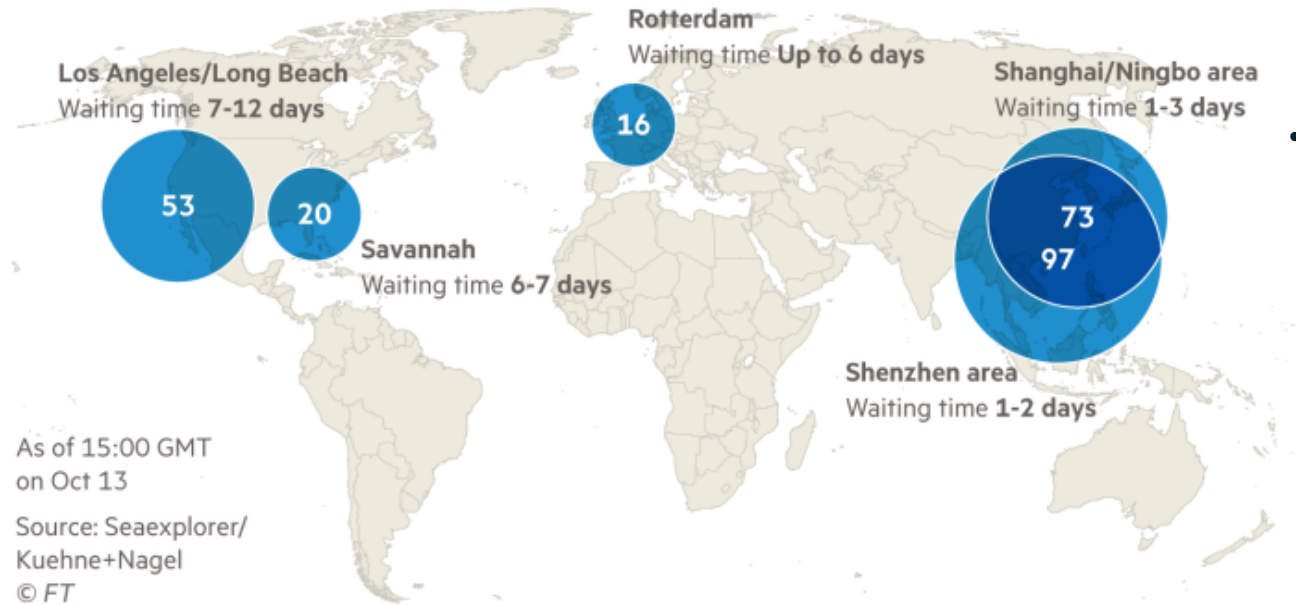 Rotterdam
Waiting time Up to 6 days
Los Angeles/Long Beach
Waiting time 7-12 days
Shanghai/Ningbo area
Waiting time 1-3 days
16
53
20
73
97
Savannah
Waiting time 6-7 days
Shenzhen area
Waiting time 1-2 days
As of 15:00 GMT
on Oct 13
Source: Seaexplorer/
Kuehne+Nagel
© FT